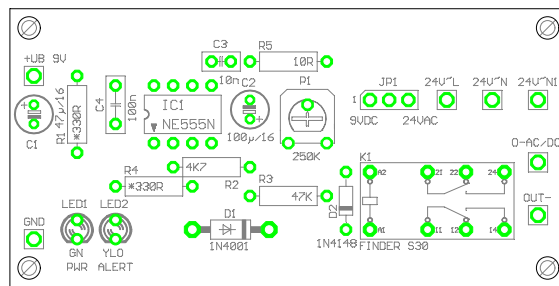 +UB 9V
C3
10n
R5
10R
P1
250K
JP1
1
9VDC
24VAC
24V~L
24V~N
24V~N1
C1
47µ/16
R1
*330R
C4
100n
IC1
NE555N
C2
100µ/16
O-AC/DC
OUT-
K1
A2
21
22
24
A1
11
12
14
FINDER S30
4K7
R2
R4
*330R
R3
47K
D2
1N4148
GND
LED1
GN
PWR
LED2
YLO
ALERT
D1
1N4001